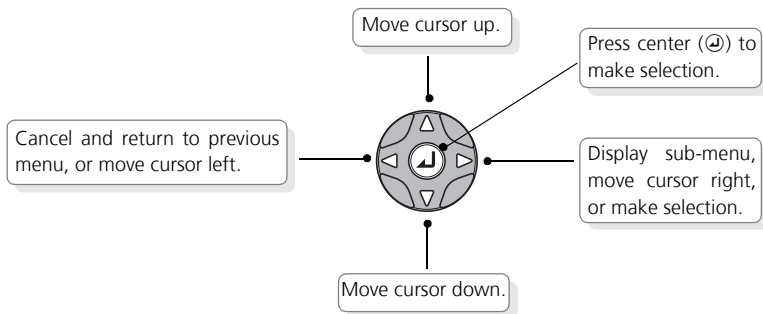 Move cursor up.
Press center (⏎) to
make selection.
Cancel and return to previous
menu, or move cursor left.
Display sub-menu,
move cursor right,
or make selection.
Move cursor down.